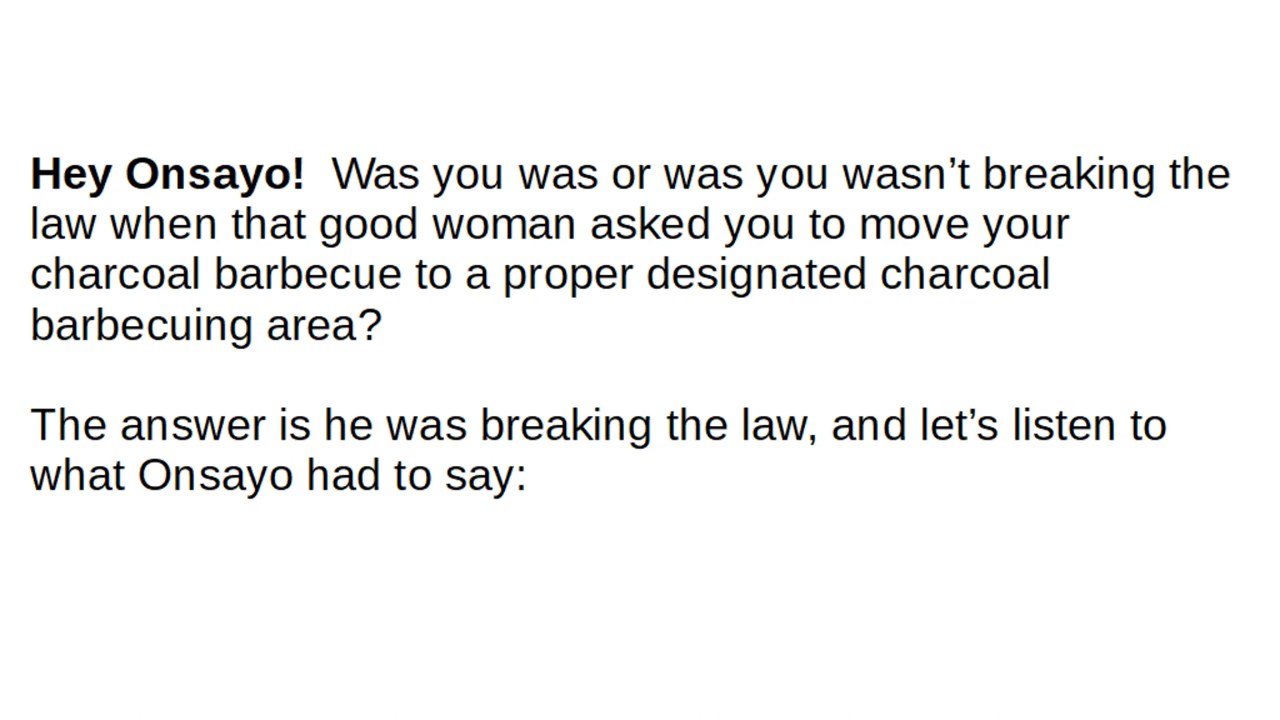 Hey Onsayo!  Was you was or was you wasn’t breaking the
law when that good woman asked you to move your
charcoal barbecue to a proper designated charcoal
barbecuing area?
The answer is he was breaking the law, and let’s listen to
what Onsayo had to say: